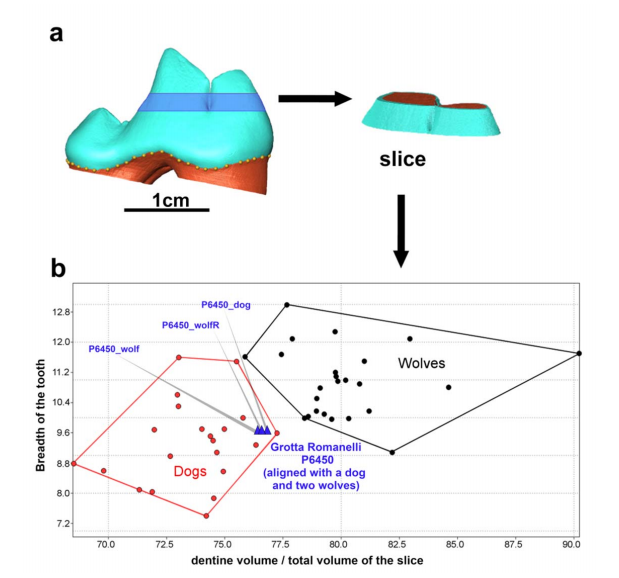 a
1cm
slice
b
P6450_dog
P6450_wolfR
P6450_wolf
Wolves
Dogs
Grotta Romanelli
P6450
(aligned with a dog
and two wolves)
Breadth of the tooth
12.8
12.0
11.2
10.4
9.6
8.8
8.0
7.2
70.0 72.5 75.0 77.5 80.0 82.5 85.0 87.5 90.0
dentine volume / total volume of the slice